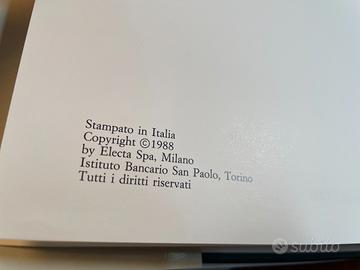 Stampato in Italia
Copyright ©1988
by Electa Spa, Milano
Istituto Bancario San Paolo, Torino
Tutti i diritti riservati
subito